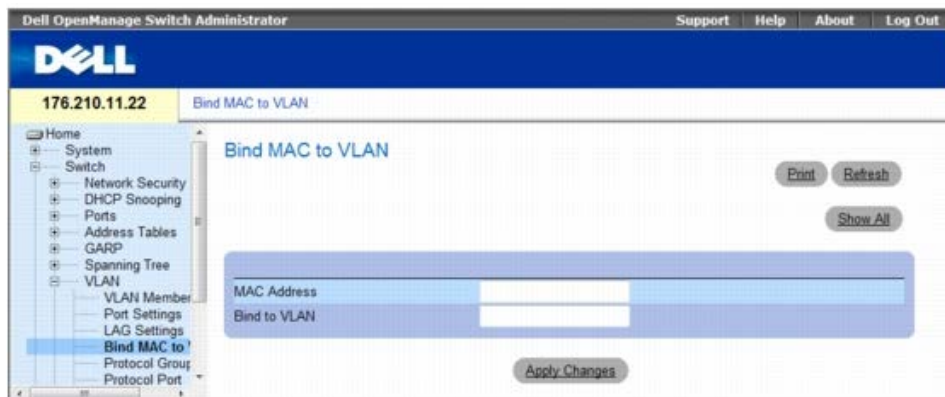 Dell OpenManage Switch Administrator
Support Help About Log Out
DELL
176.210.11.22
Bind MAC to VLAN
Home
System
Switch
Network Security
DHCP Snooping
Ports
Address Tables
GARP
Spanning Tree
VLAN
VLAN Member
Port Settings
LAG Settings
Bind MAC to
Protocol Group
Protocol Port
Bind MAC to VLAN
Print Refresh
Show All
MAC Address
Bind to VLAN
Apply Changes